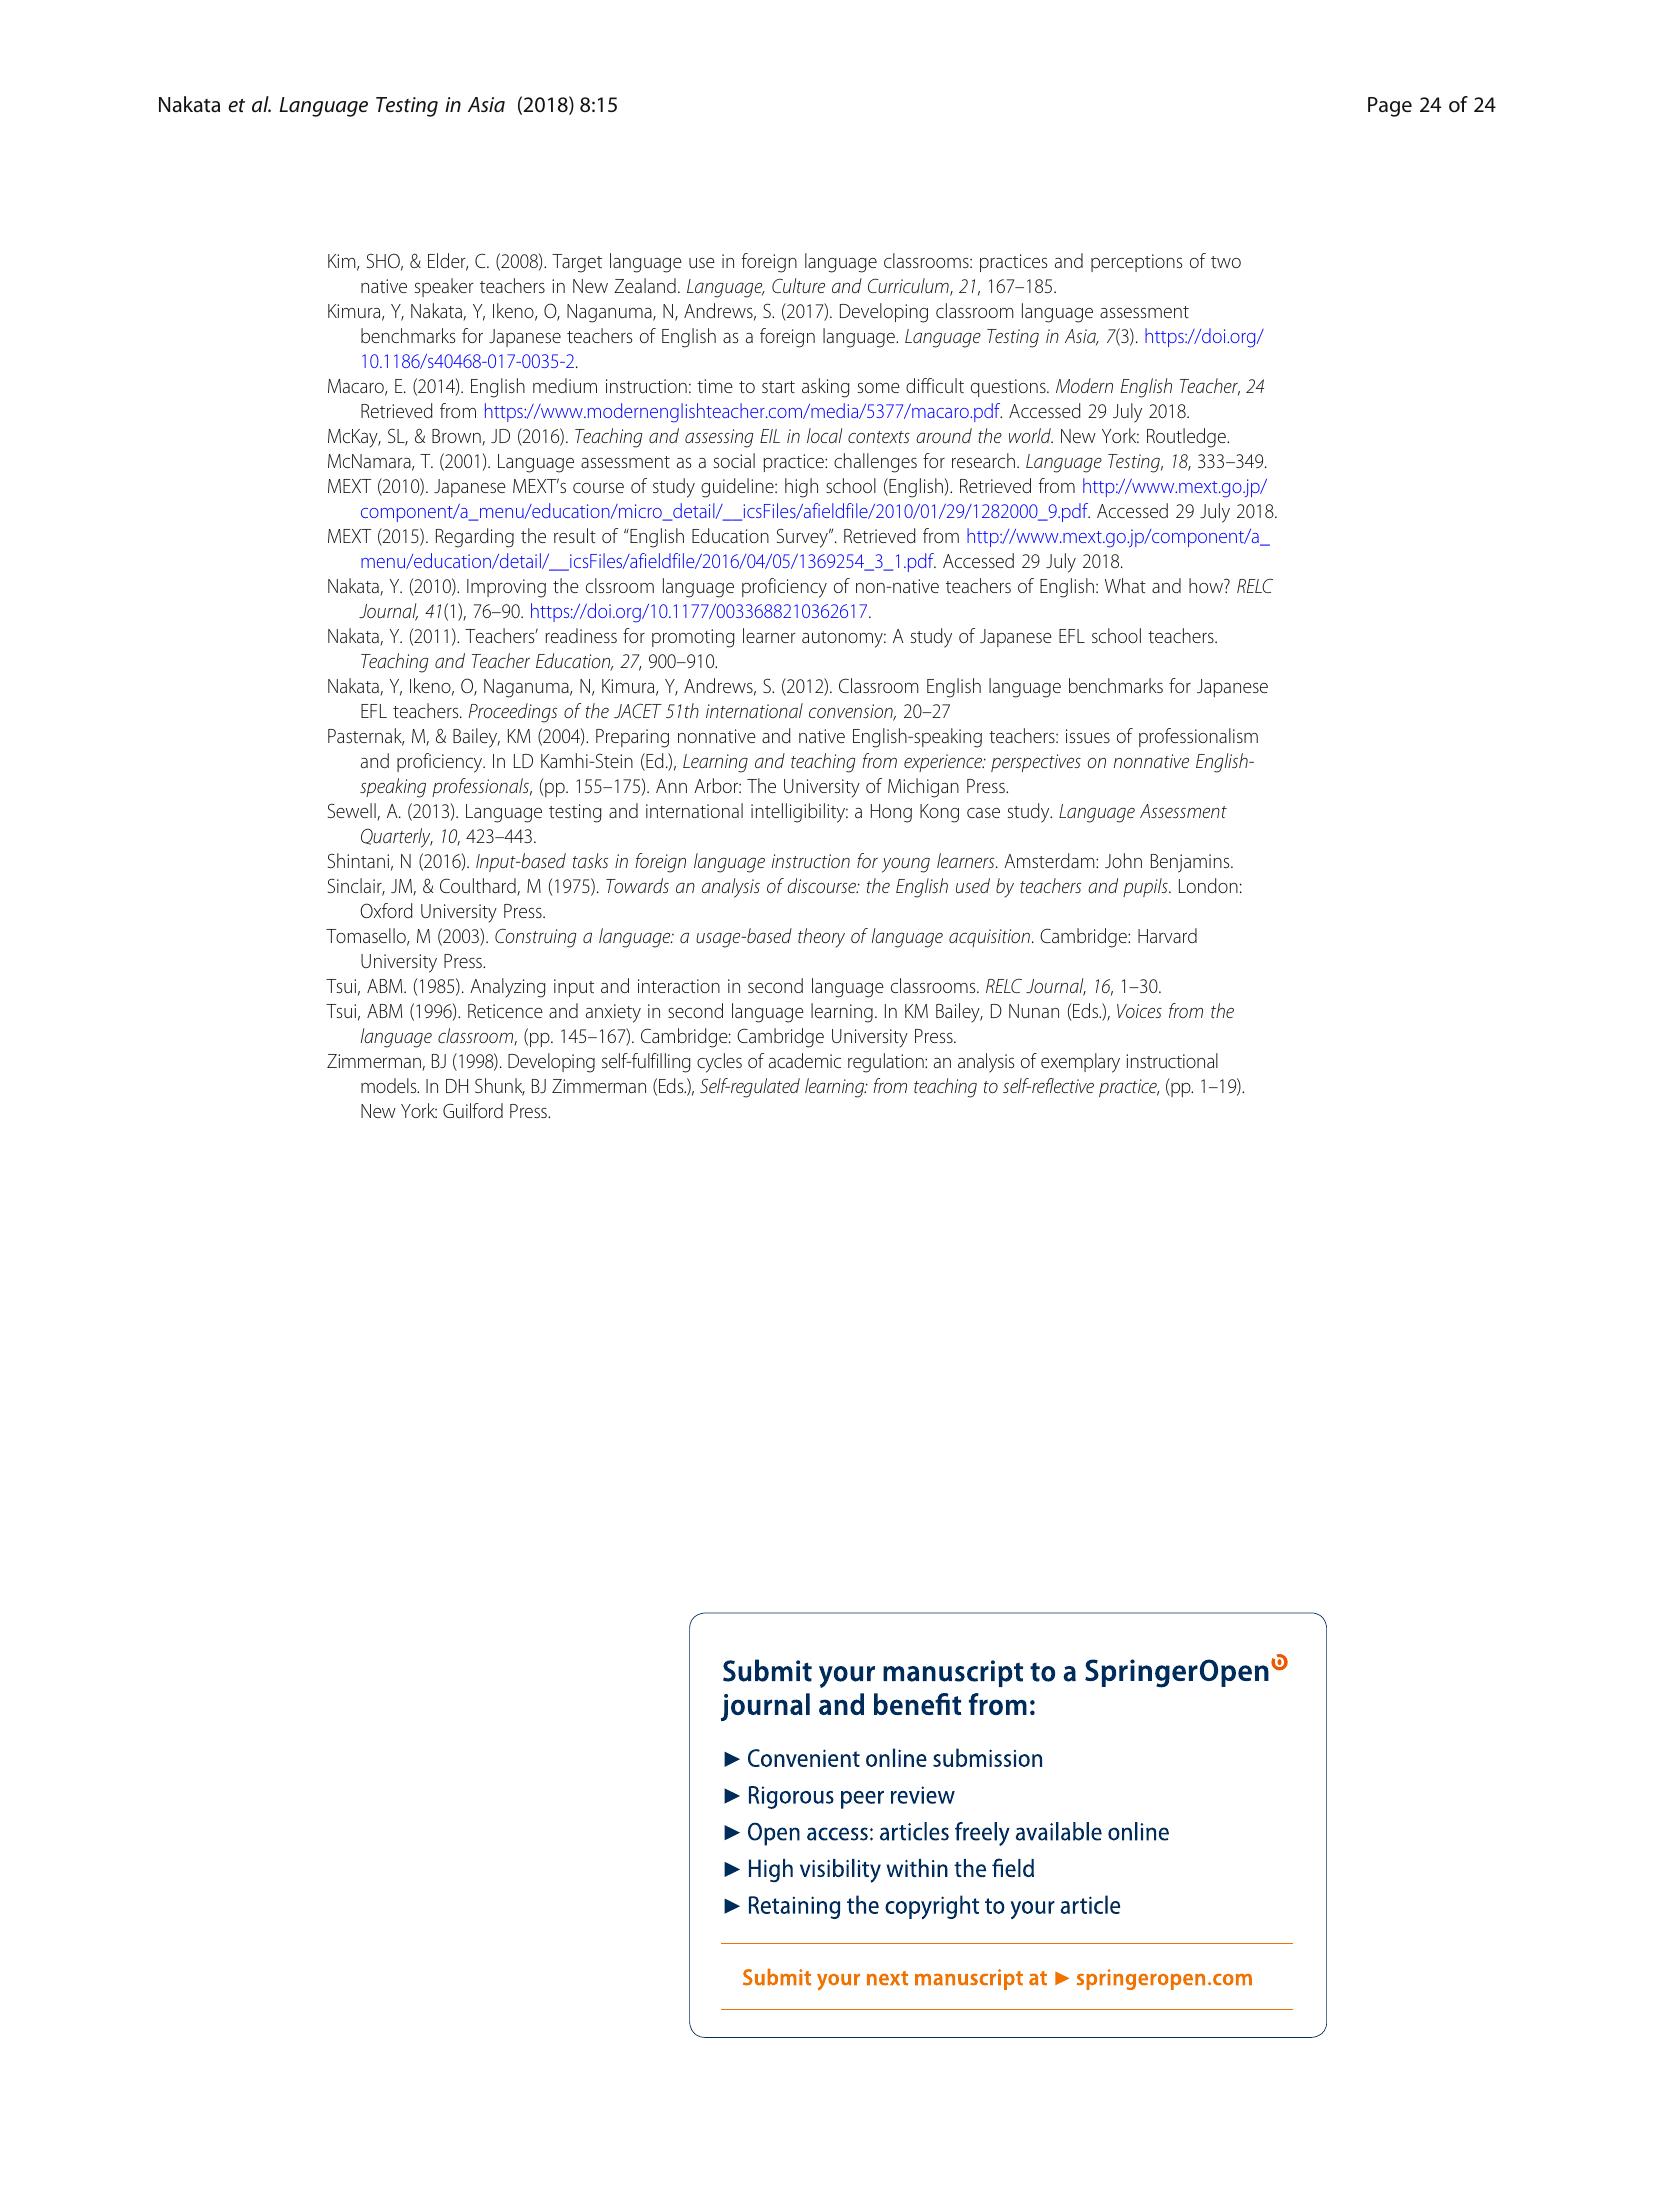 Nakata et al. Language Testing in Asia (2018) 8:15
Page 24 of 24
Kim, SHO, & Elder, C. (2008). Target language use in foreign language classrooms: practices and perceptions of two
native speaker teachers in New Zealand. Language, Culture and Curriculum, 21, 167–185.
Kimura, Y, Nakata, Y, Ikeno, O, Naganuma, N, Andrews, S. (2017). Developing classroom language assessment
benchmarks for Japanese teachers of English as a foreign language. Language Testing in Asia, 7(3). https://doi.org/
10.1186/s40468-017-0035-2.
Macaro, E. (2014). English medium instruction: time to start asking some difficult questions. Modern English Teacher, 24
Retrieved from https://www.modernenglishteacher.com/media/5377/macaro.pdf. Accessed 29 July 2018.
McKay, SL, & Brown, JD (2016). Teaching and assessing EIL in local contexts around the world. New York: Routledge.
McNamara, T. (2001). Language assessment as a social practice: challenges for research. Language Testing, 18, 333–349.
MEXT (2010). Japanese MEXT’s course of study guideline: high school (English). Retrieved from http://www.mext.go.jp/
component/a_menu/education/micro_detail/__icsFiles/afieldfile/2010/01/29/1282000_9.pdf. Accessed 29 July 2018.
MEXT (2015). Regarding the result of “English Education Survey”. Retrieved from http://www.mext.go.jp/component/a_
menu/education/detail/__icsFiles/afieldfile/2016/04/05/1369254_3_1.pdf. Accessed 29 July 2018.
Nakata, Y. (2010). Improving the clssroom language proficiency of non-native teachers of English: What and how? RELC
Journal, 41(1), 76–90. https://doi.org/10.1177/0033688210362617.
Nakata, Y. (2011). Teachers’ readiness for promoting learner autonomy: A study of Japanese EFL school teachers.
Teaching and Teacher Education, 27, 900–910.
Nakata, Y, Ikeno, O, Naganuma, N, Kimura, Y, Andrews, S. (2012). Classroom English language benchmarks for Japanese
EFL teachers. Proceedings of the JACET 51th international convention, 20–27
Pasternak, M, & Bailey, KM (2004). Preparing nonnative and native English-speaking teachers: issues of professionalism
and proficiency. In LD Kamhi-Stein (Ed.), Learning and teaching from experience: perspectives on nonnative English-
speaking professionals, (pp. 155–175). Ann Arbor: The University of Michigan Press.
Sewell, A. (2013). Language testing and international intelligibility: a Hong Kong case study. Language Assessment
Quarterly, 10, 423–443.
Shintani, N (2016). Input-based tasks in foreign language instruction for young learners. Amsterdam: John Benjamins.
Sinclair, JM, & Coulthard, M (1975). Towards an analysis of discourse: the English used by teachers and pupils. London:
Oxford University Press.
Tomasello, M (2003). Construing a language: a usage-based theory of language acquisition. Cambridge: Harvard
University Press.
Tsui, ABM. (1985). Analyzing input and interaction in second language classrooms. RELC Journal, 16, 1–30.
Tsui, ABM (1996). Reticence and anxiety in second language learning. In KM Bailey, D Nunan (Eds.), Voices from the
language classroom, (pp. 145–167). Cambridge: Cambridge University Press.
Zimmerman, BJ (1998). Developing self-fulfilling cycles of academic regulation: an analysis of exemplary instructional
models. In DH Shunk, BJ Zimmerman (Eds.), Self-regulated learning: from teaching to self-reflective practice, (pp. 1–19).
New York: Guilford Press.
Submit your manuscript to a SpringerOpen
journal and benefit from:
► Convenient online submission
► Rigorous peer review
► Open access: articles freely available online
► High visibility within the field
► Retaining the copyright to your article
Submit your next manuscript at ► springeropen.com